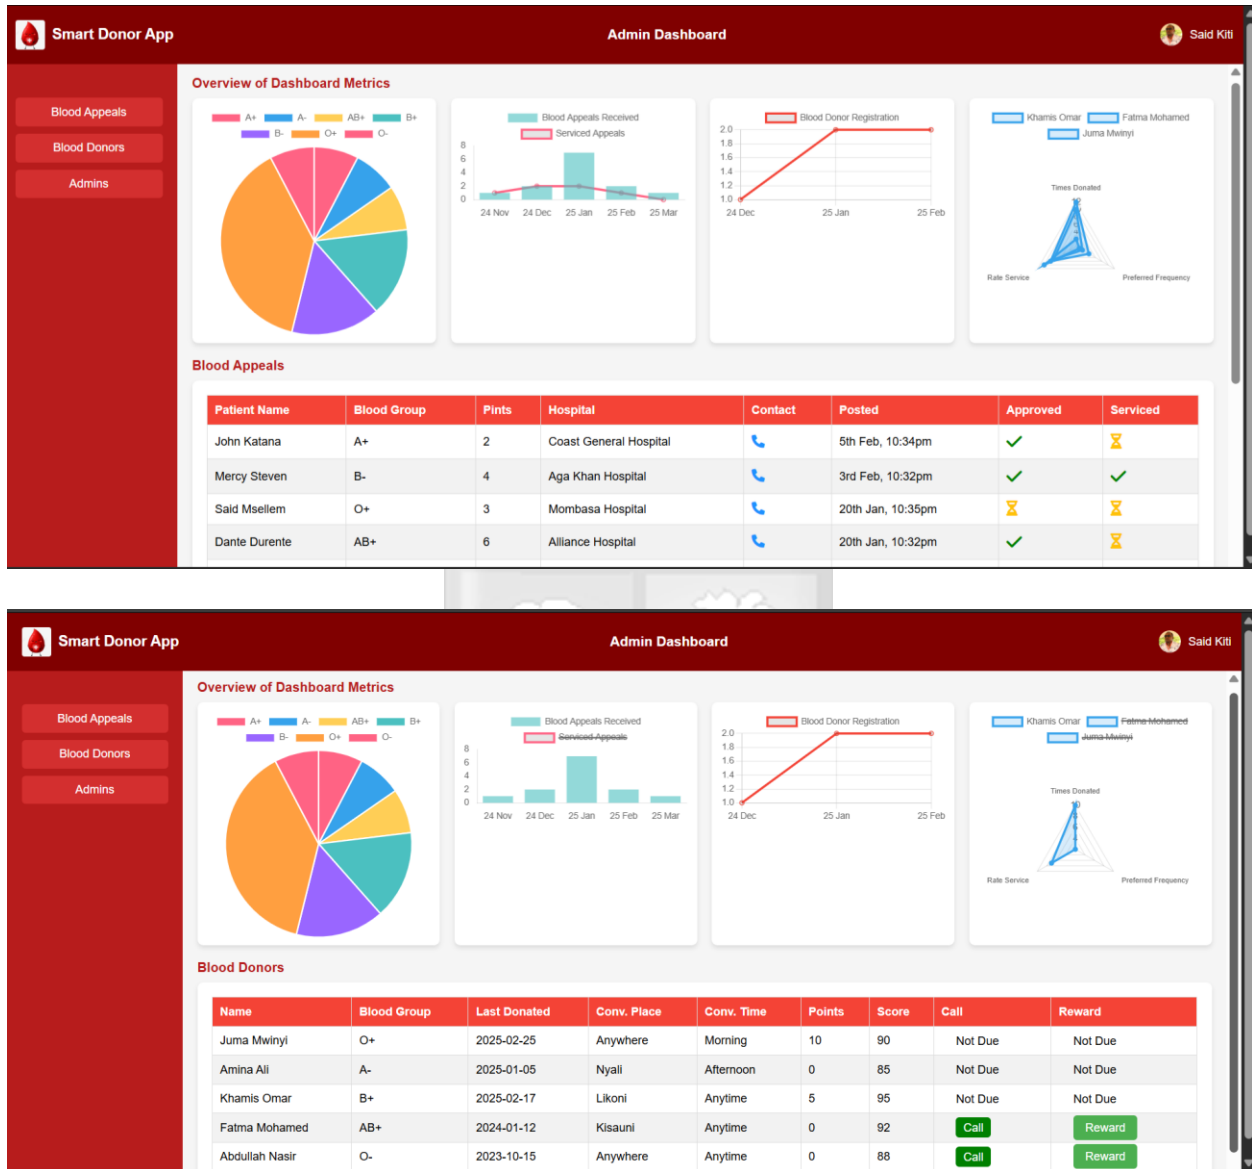 Smart Donor App
Admin Dashboard
Said Kiti
Blood Appeals
Blood Donors
Admins
Overview of Dashboard Metrics
A+ A- AB+ B+
B- O+ O-
Blood Appeals Received
Serviced Appeals
8
6
4
2
0
24 Nov 24 Dec 25 Jan 25 Feb 25 Mar
Blood Donor Registration
2.0
1.8
1.6
1.4
1.2
1.0
24 Dec 25 Jan 25 Feb
Khamis Omar Fatma Mohamed
Juma Mwinyi
Times Donated
Rate Service Preferred Frequency
Blood Appeals
Patient Name Blood Group Pints Hospital Contact Posted Approved Serviced
John Katana A+ 2 Coast General Hospital 5th Feb, 10:34pm
Mercy Steven B- 4 Aga Khan Hospital 3rd Feb, 10:32pm
Said Msellem O+ 3 Mombasa Hospital 20th Jan, 10:35pm
Dante Durente AB+ 6 Alliance Hospital 20th Jan, 10:32pm
Smart Donor App
Admin Dashboard
Said Kiti
Blood Appeals
Blood Donors
Admins
Overview of Dashboard Metrics
A+ A- AB+ B+
B- O+ O-
Blood Appeals Received
Serviced Appeals
8
6
4
2
0
24 Nov 24 Dec 25 Jan 25 Feb 25 Mar
Blood Donor Registration
2.0
1.8
1.6
1.4
1.2
1.0
24 Dec 25 Jan 25 Feb
Khamis Omar Fatma Mohamed
Juma Mwinyi
Times Donated
Rate Service Preferred Frequency
Blood Donors
Name Blood Group Last Donated Conv. Place Conv. Time Points Score Call Reward
Juma Mwinyi O+ 2025-02-25 Anywhere Morning 10 90 Not Due Not Due
Amina Ali A- 2025-01-05 Nyali Afternoon 0 85 Not Due Not Due
Khamis Omar B+ 2025-02-17 Likoni Anytime 5 95 Not Due Not Due
Fatma Mohamed AB+ 2024-01-12 Kisauni Anytime 0 92 Call Reward
Abdullah Nasir O- 2023-10-15 Anywhere Anytime 0 88 Call Reward